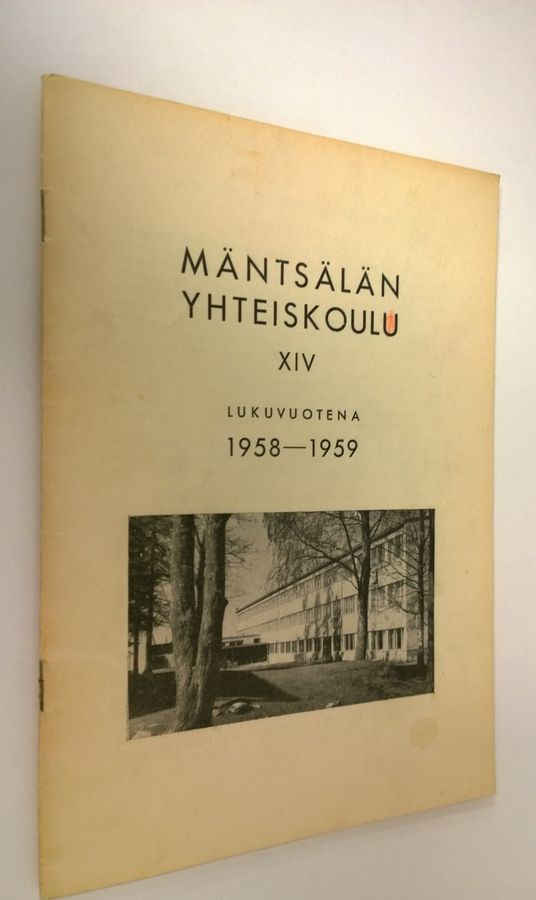 MÄNTSÄLÄN
YHTEISKOULU
XIV
LUKUVUOTENA
1958—1959